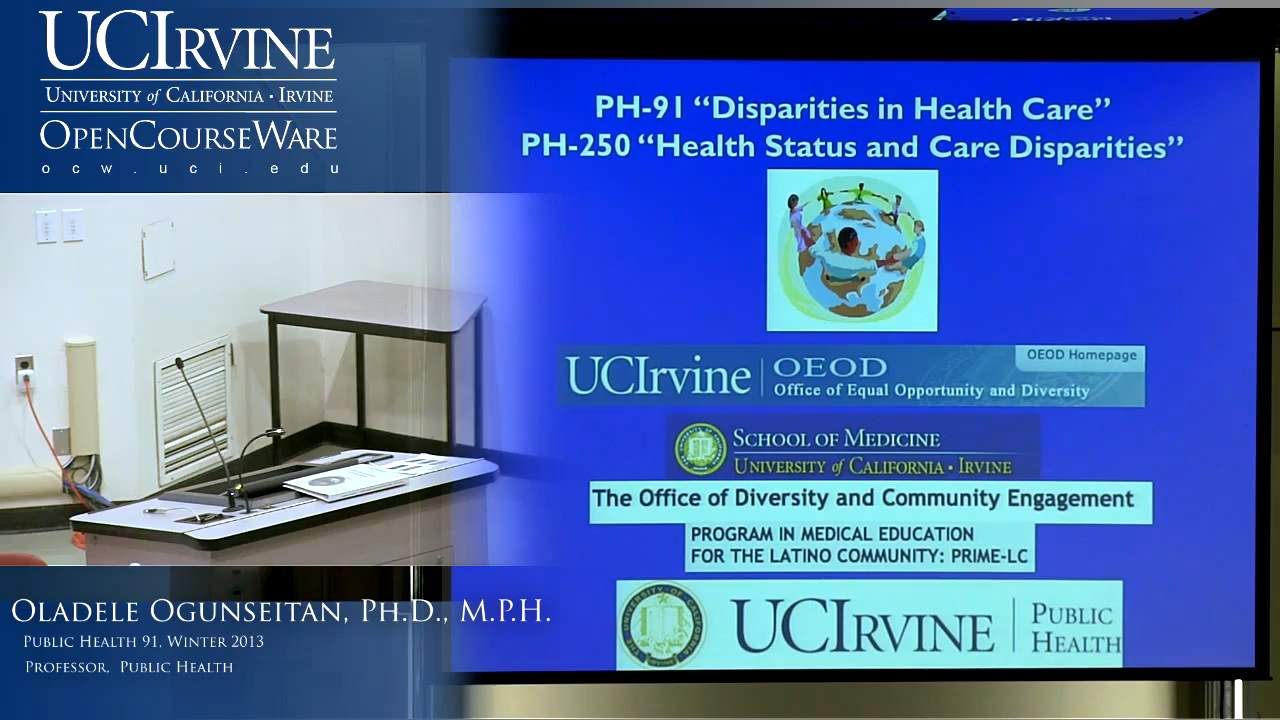 UCIRVINE
UNIVERSITY of CALIFORNIA • IRVINE
OPENCOURSEWARE
ocw.uci.edu
PH-91 “Disparities in Health Care”
PH-250 “Health Status and Care Disparities”
UCIrvine | OEOD
OEOD Homepage
Office of Equal Opportunity and Diversity
SCHOOL OF MEDICINE
UNIVERSITY of CALIFORNIA • IRVINE
The Office of Diversity and Community Engagement
PROGRAM IN MEDICAL EDUCATION
FOR THE LATINO COMMUNITY: PRIME-LC
UCIRVINE | PUBLIC
HEALTH
OLADELE OGUNSEITAN, PH.D., M.P.H.
PUBLIC HEALTH 91, WINTER 2013
PROFESSOR, PUBLIC HEALTH